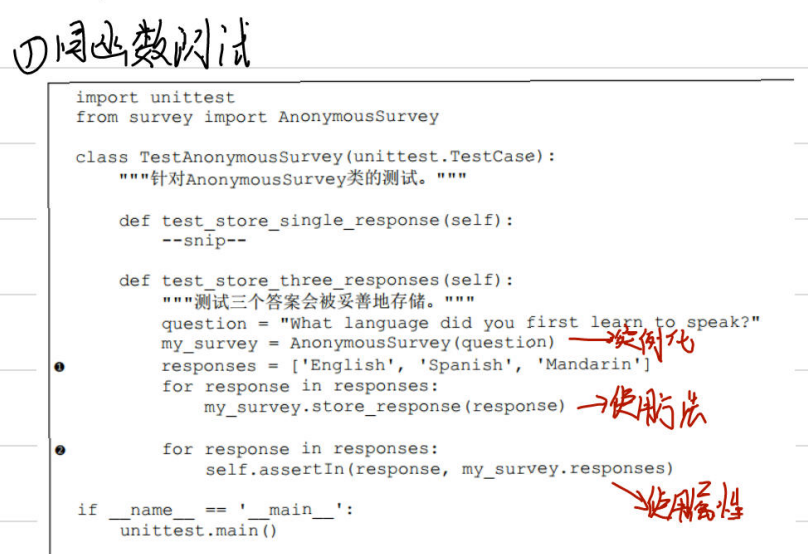 ①同函数测试
import unittest
from survey import AnonymousSurvey
class TestAnonymousSurvey(unittest.TestCase):
"""针对AnonymousSurvey类的测试。"""
def test_store_single_response(self):
--snip--
def test_store_three_responses(self):
"""测试三个答案会被妥善地存储。"""
question = "What language did you first learn to speak?"
my_survey = AnonymousSurvey(question) →实例化
❶ responses = ['English', 'Spanish', 'Mandarin']
for response in responses:
my_survey.store_response(response) →使用方法
❷ for response in responses:
self.assertIn(response, my_survey.responses)
→使用属性
if __name__ == '__main__':
unittest.main()